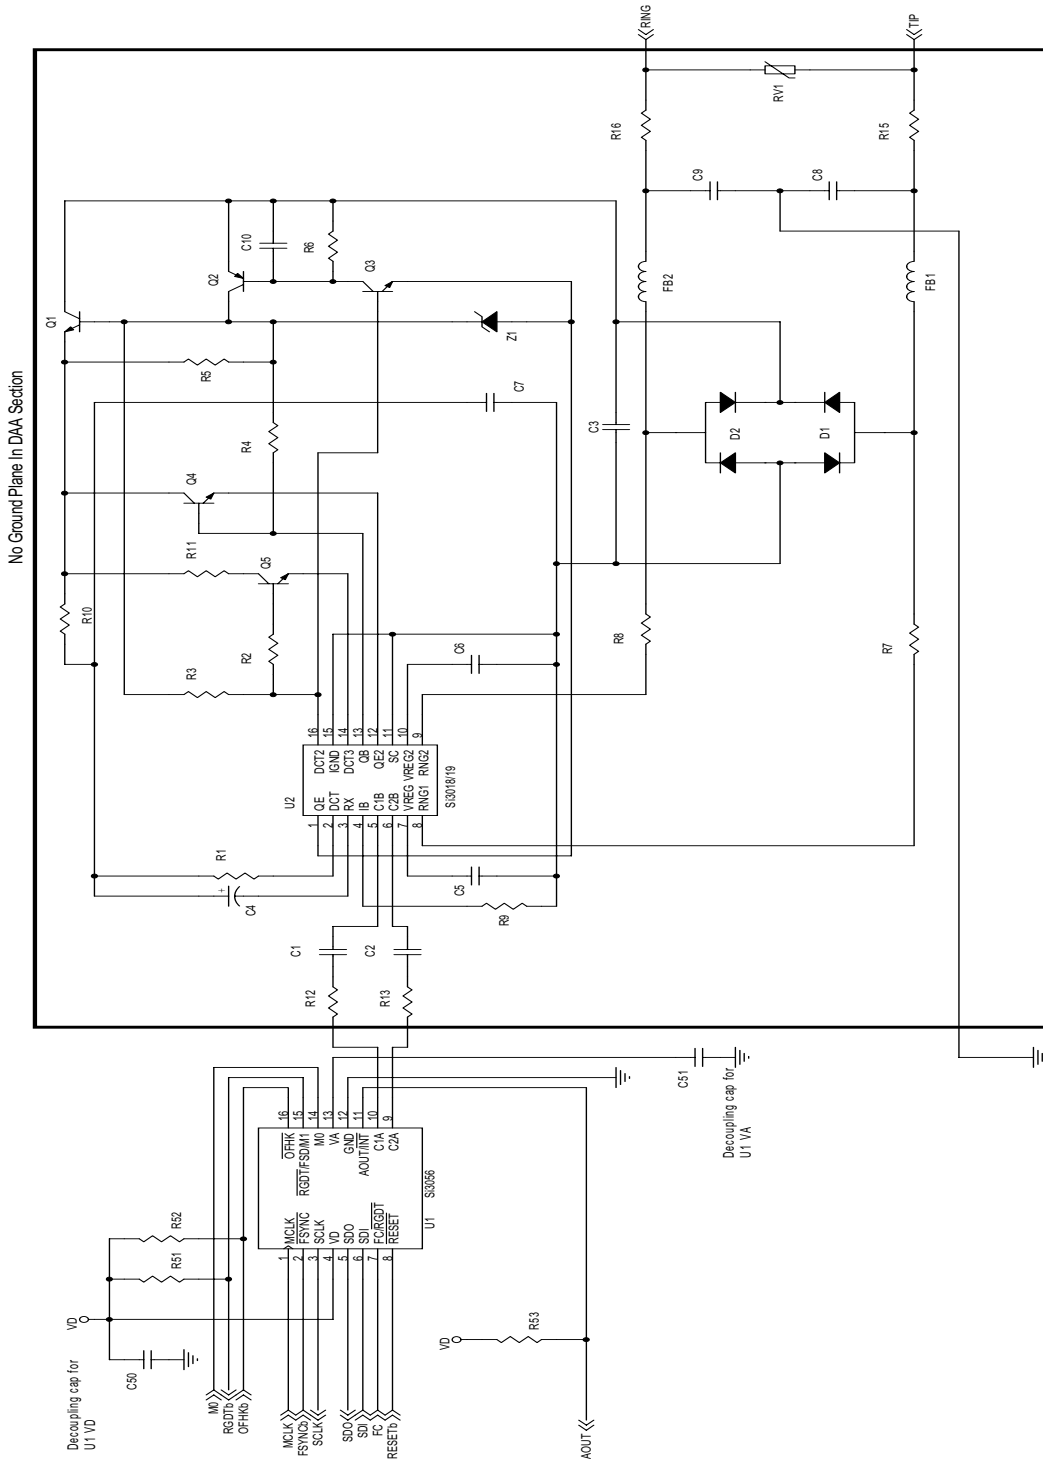 No Ground Plane In DAA Section
Decoupling cap for
U1 VD
C50
VD
R51
R52
M0
RGDTb
OFHKb
MCLK
FSYNCb
SCLK
SDO
SDI
FC
RESETb
AOUT
VD
R53
1 MCLK
2 FSYNC
3 SCLK
4 VD
5 SDO
6 SDI
7 FC/RGDT
8 RESET
U1
Si3056
OFHK 16
RGDT/FSD/M1 15
M0 14
VA 13
GND 12
AOUT/INT 11
C1A 10
C2A 9
C51
Decoupling cap for
U1 VA
R12
R13
C1
C2
C4
+
R1
R9
C5
U2
1 QE
2 DCT
3 RX
4 IB
5 C1B
6 C2B
7 VREG
8 RNG1
DCT2 16
IGND 15
DCT3 14
QB 13
QE2 12
SC 11
VREG2 10
RNG2 9
Si3018/19
R3
R2
C6
R10
R11
Q5
Q4
R4
R5
C7
Q1
Q2
C10
R6
Q3
Z1
C3
R8
R7
D2
D1
FB2
FB1
C9
C8
R16
R15
RV1
RING
TIP